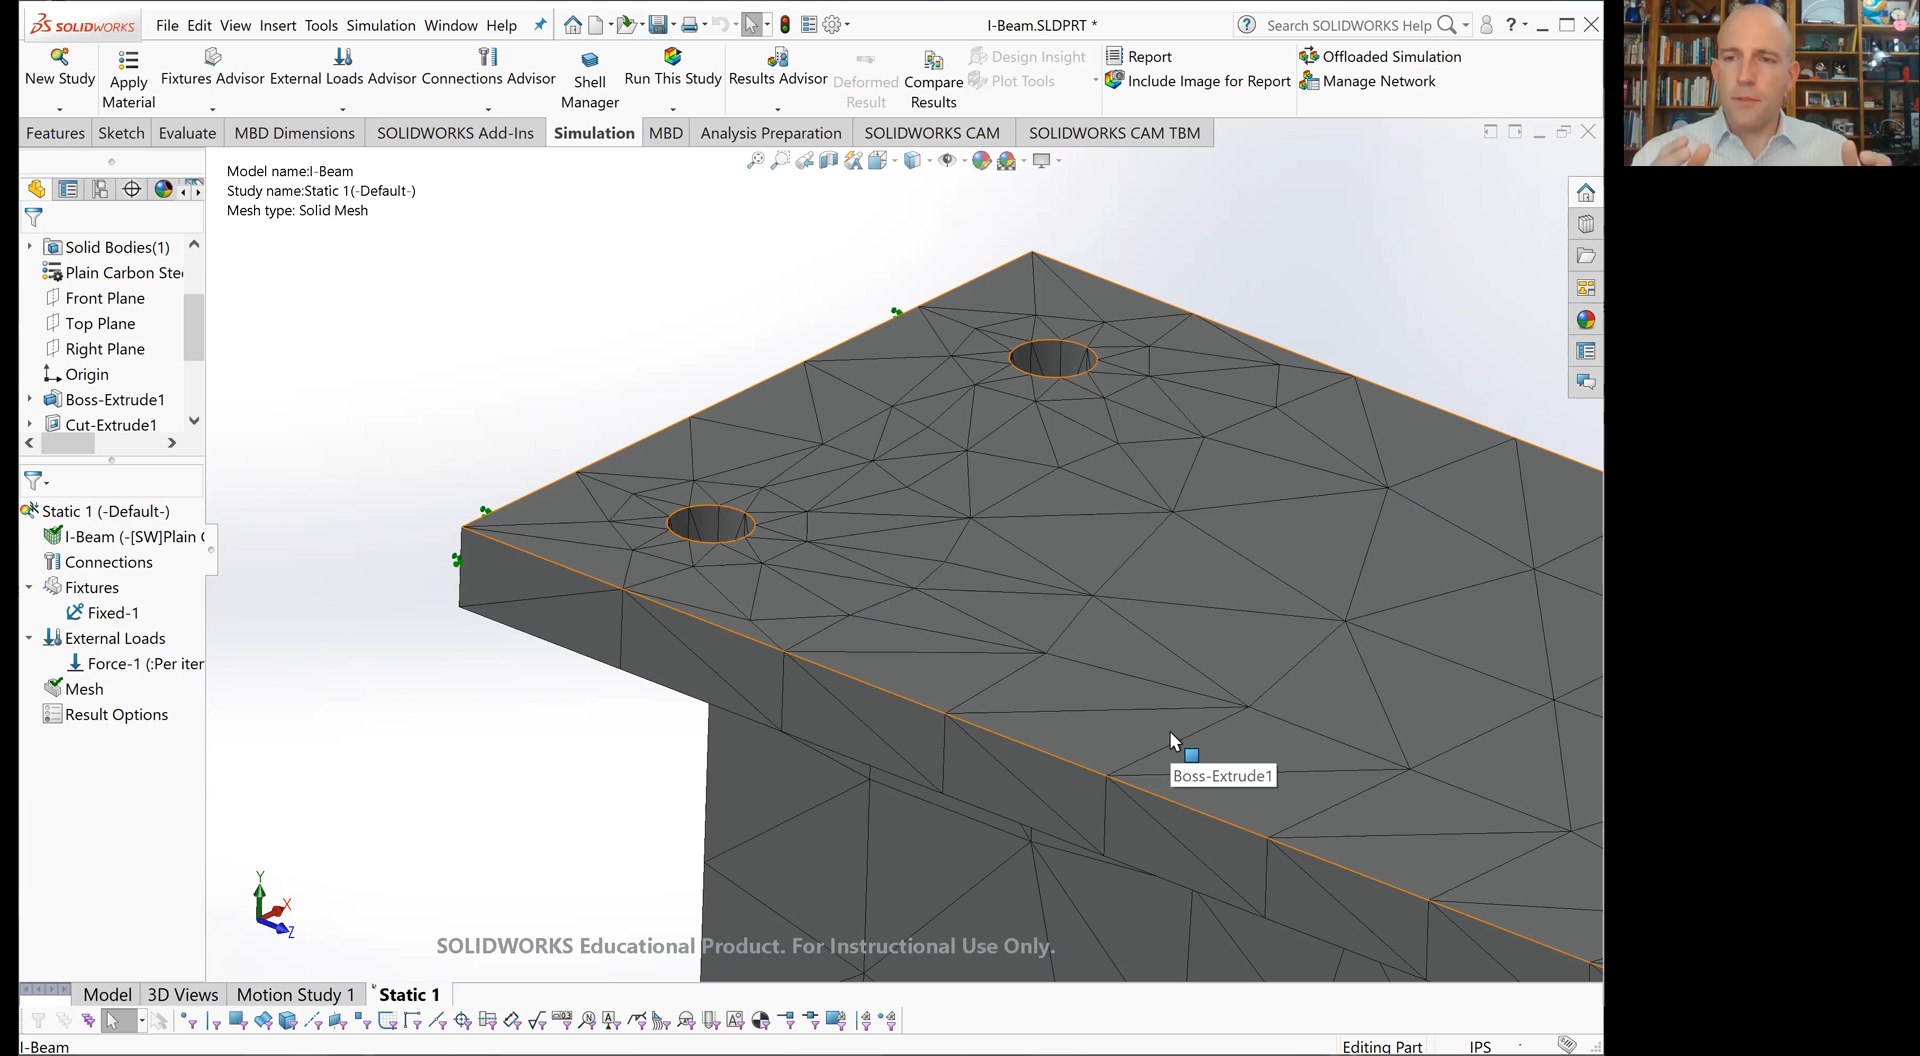 SOLIDWORKS
File Edit View Insert Tools Simulation Window Help
I-Beam.SLDPRT *
Search SOLIDWORKS Help
New Study
Apply Material
Fixtures Advisor
External Loads Advisor
Connections Advisor
Shell Manager
Run This Study
Results Advisor
Deformed Result
Compare Results
Design Insight
Plot Tools
Report
Include Image for Report
Offloaded Simulation
Manage Network
Features Sketch Evaluate MBD Dimensions SOLIDWORKS Add-Ins Simulation MBD Analysis Preparation SOLIDWORKS CAM SOLIDWORKS CAM TBM
Model name:I-Beam
Study name:Static 1(-Default-)
Mesh type: Solid Mesh
Solid Bodies(1)
Plain Carbon Stee
Front Plane
Top Plane
Right Plane
Origin
Boss-Extrude1
Cut-Extrude1
Static 1 (-Default-)
I-Beam (-[SW]Plain C
Connections
Fixtures
Fixed-1
External Loads
Force-1 (:Per iter
Mesh
Result Options
Boss-Extrude1
Y
X
Z
SOLIDWORKS Educational Product. For Instructional Use Only.
Model 3D Views Motion Study 1 Static 1
I-Beam
Editing Part
IPS